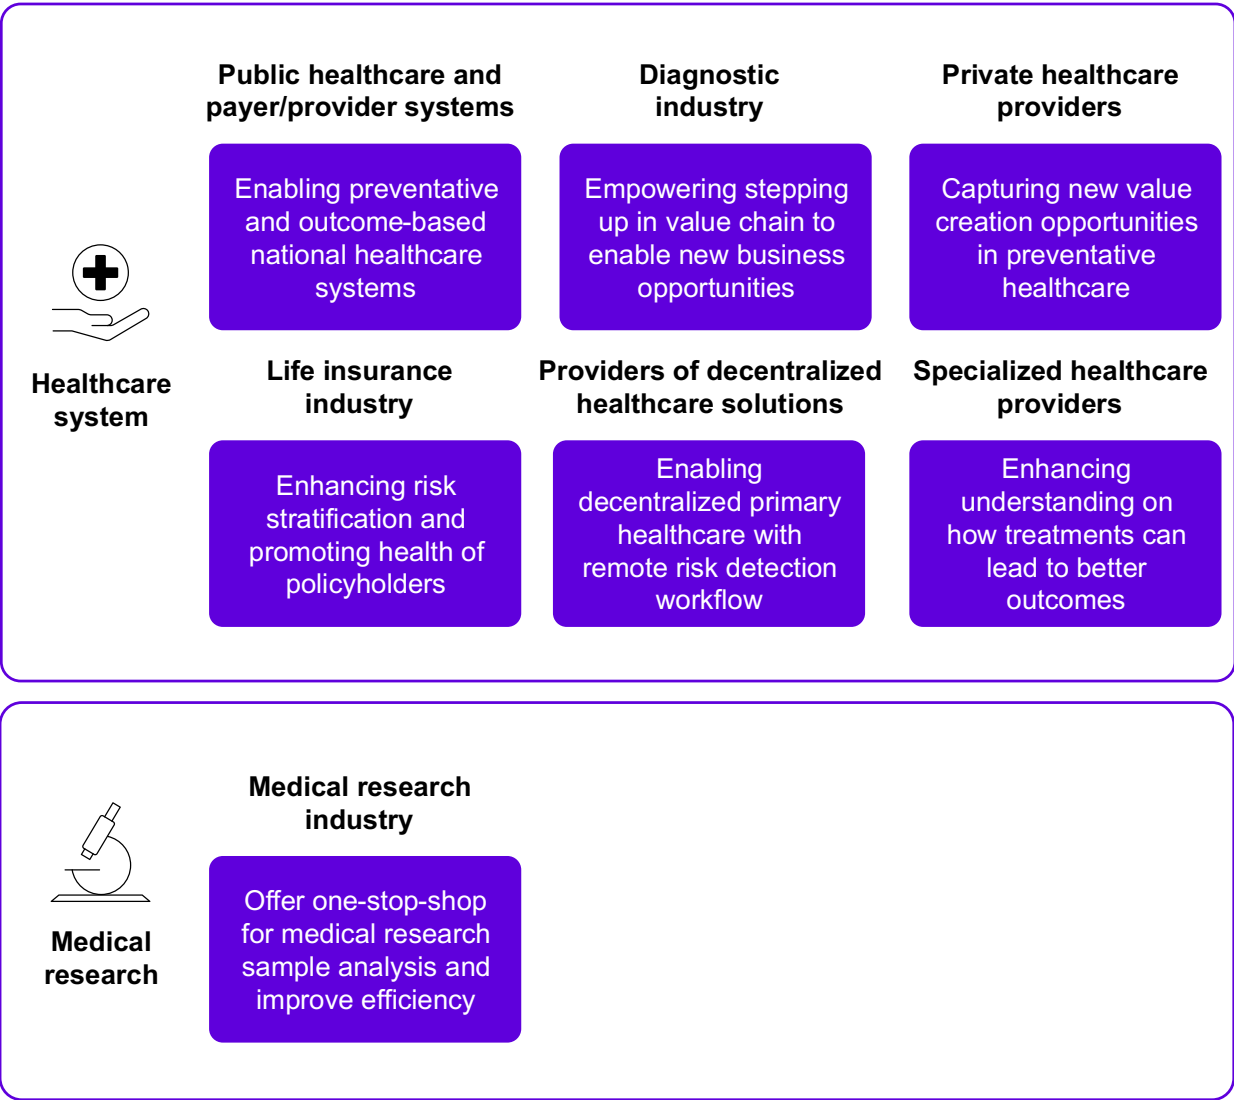 Healthcare
system
Public healthcare and
payer/provider systems
Enabling preventative
and outcome-based
national healthcare
systems
Diagnostic
industry
Empowering stepping
up in value chain to
enable new business
opportunities
Private healthcare
providers
Capturing new value
creation opportunities
in preventative
healthcare
Life insurance
industry
Enhancing risk
stratification and
promoting health of
policyholders
Providers of decentralized
healthcare solutions
Enabling
decentralized primary
healthcare with
remote risk detection
workflow
Specialized healthcare
providers
Enhancing
understanding on
how treatments can
lead to better
outcomes
Medical
research
Medical research
industry
Offer one-stop-shop
for medical research
sample analysis and
improve efficiency